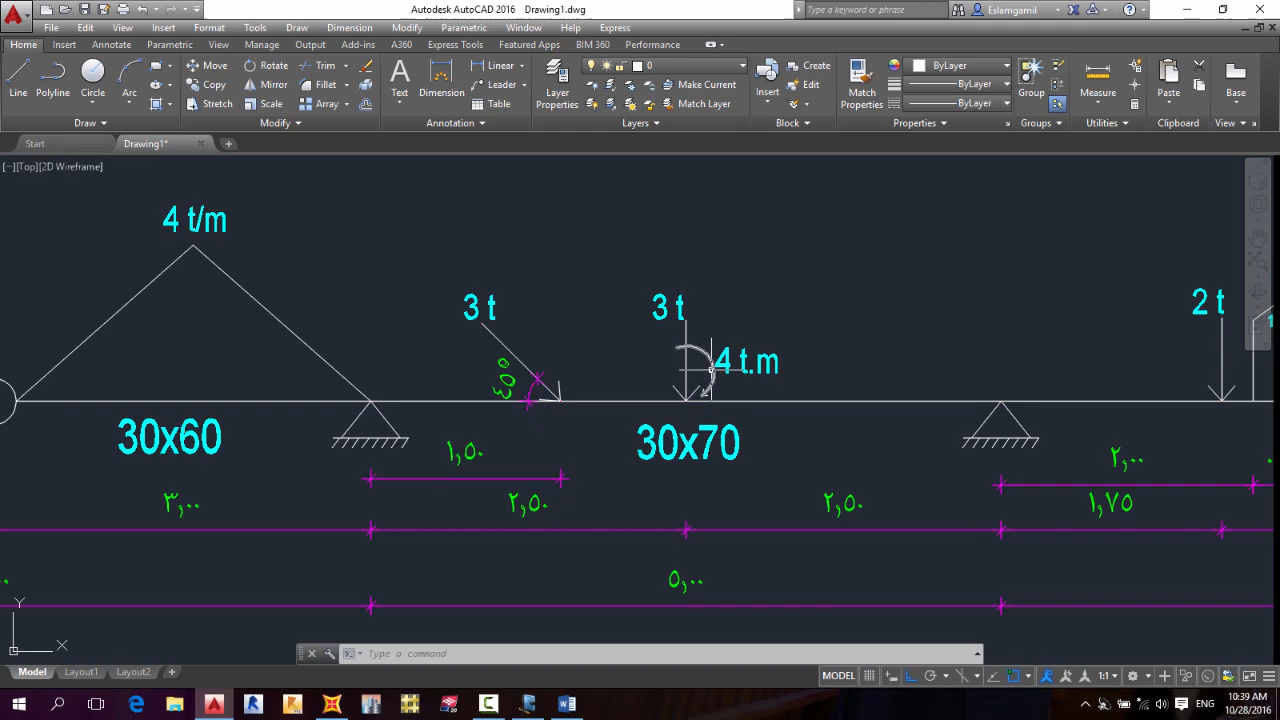 Autodesk AutoCAD 2016 Drawing1.dwg
Type a keyword or phrase
Eslamgamil
File Edit View Insert Format Tools Draw Dimension Modify Parametric Window Help Express
Home Insert Annotate Parametric View Manage Output Add-ins A360 Express Tools Featured Apps BIM 360 Performance
Line Polyline Circle Arc
Move Rotate Trim
Copy Mirror Fillet
Stretch Scale Array
Text Dimension
Linear
Leader
Table
Layer Properties
0
Make Current
Match Layer
Insert
Create
Edit
Match Properties
ByLayer
ByLayer
ByLayer
Group
Measure
Paste
Base
Draw Modify Annotation Layers Block Properties Groups Utilities Clipboard View
Start Drawing1*
[−][Top][2D Wireframe]
4 t/m
3 t
3 t
2 t
4 t.m
٤٥°
30x60
30x70
١,٥٠
٢,٠٠
٣,٠٠
٢,٥٠
٢,٥٠
١,٧٥
٥,٠٠
Y
X
Type a command
Model Layout1 Layout2
MODEL
1:1
10:39 AM
10/28/2016